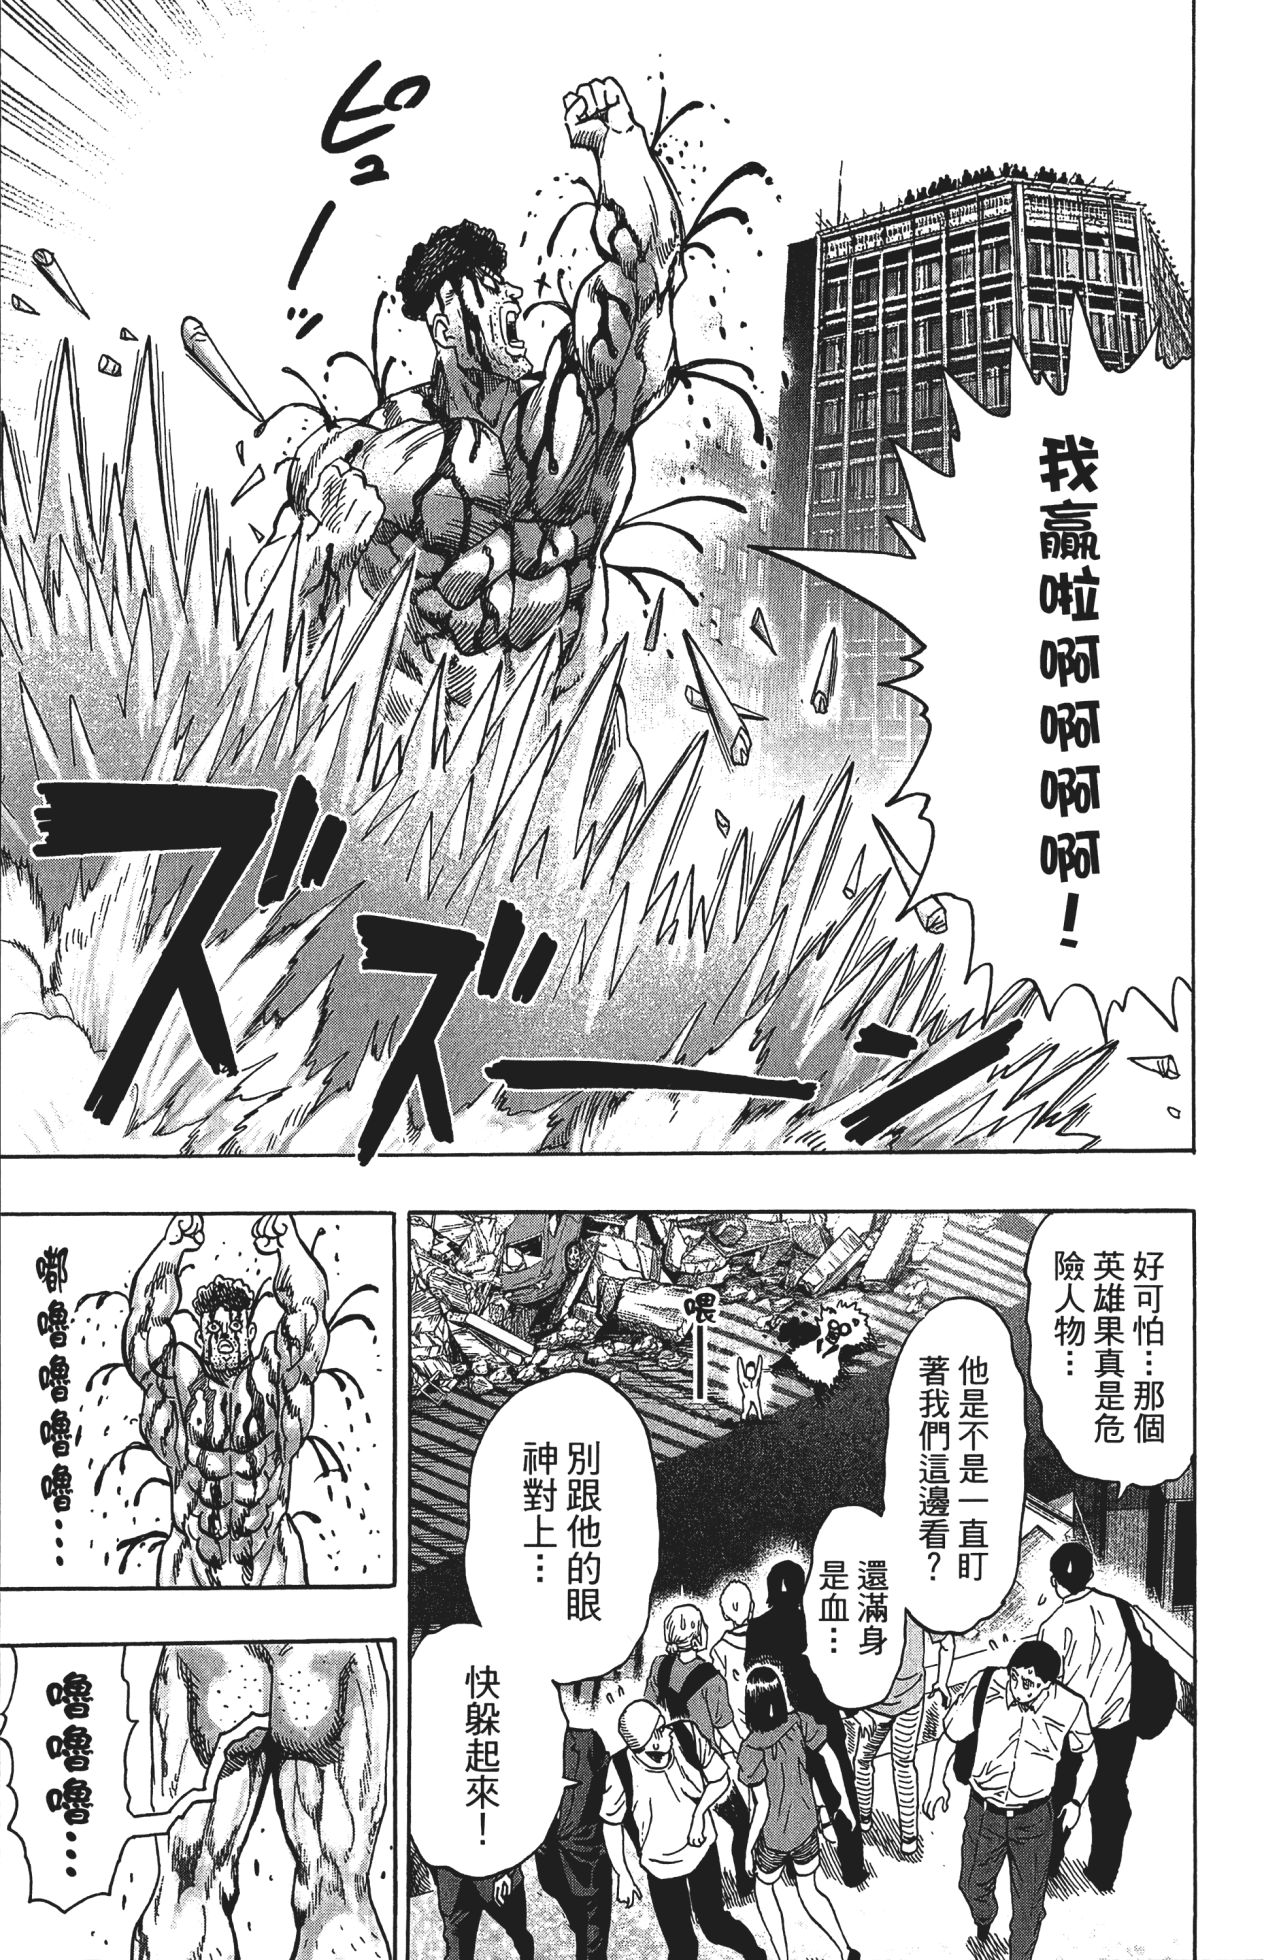 我贏啦啊啊啊啊！
ピュー
ズズーン
好可怕…那個
英雄果真是危
險人物…
他是不是一直盯
著我們這邊看？
還滿身
是血…
喂——
別跟他的眼
神對上…
快躲起來！
嘟嚕嚕嚕嚕…
嚕嚕嚕…